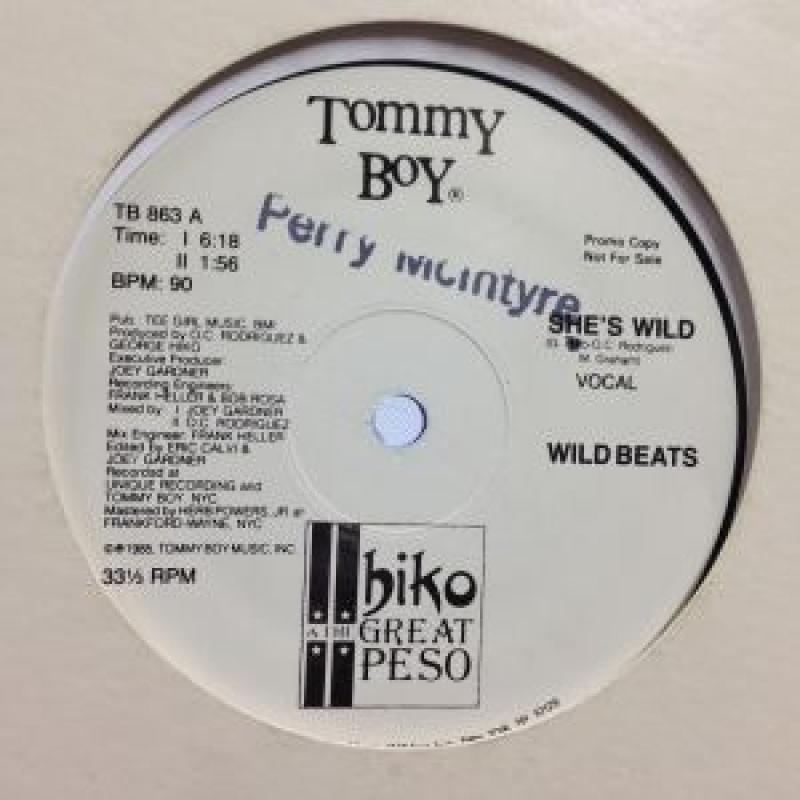 Tommy
Boy®
TB 863 A
Time: I 6:18
II 1:56
BPM: 90
Perry McIntyre
Promo Copy
Not For Sale
SHE'S WILD
M. Graham)
VOCAL
WILD BEATS
Pub.: TEE GIRL MUSIC, BMI
Produced by O.C. RODRIGUEZ &
GEORGE HIKO
Executive Producer
JOEY GARDNER
Recording Engineers
FRANK HELLER & BOB ROSA
Mixed by I JOEY GARDNER
II O.C. RODRIGUEZ
Mix Engineer: FRANK HELLER
Edited by ERIC CALVI &
JOEY GARDNER
Recorded at
UNIQUE RECORDING and
TOMMY BOY, NYC
Mastered by HERB POWERS, JR at
FRANKFORD-WAYNE, NYC
©℗ 1985, TOMMY BOY MUSIC, INC.
33⅓ RPM
hiko
& THE
GREAT
PESO